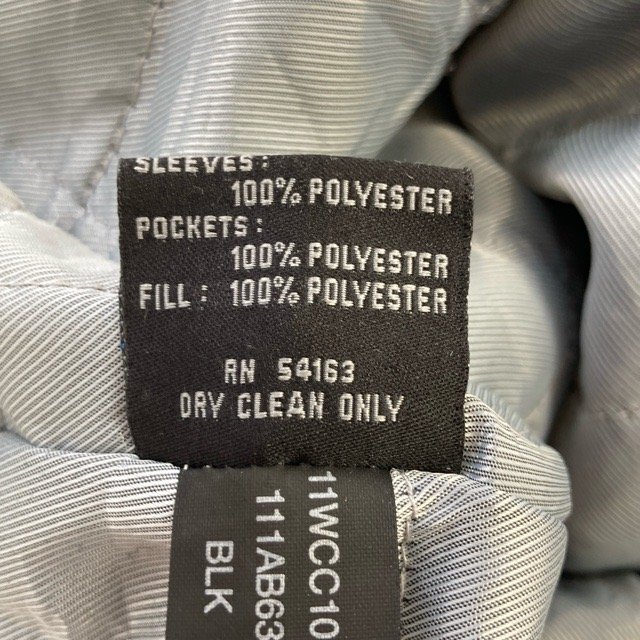 SLEEVES:
100% POLYESTER
POCKETS:
100% POLYESTER
FILL: 100% POLYESTER
RN 54163
DRY CLEAN ONLY
11WCC10
111AB63
BLK